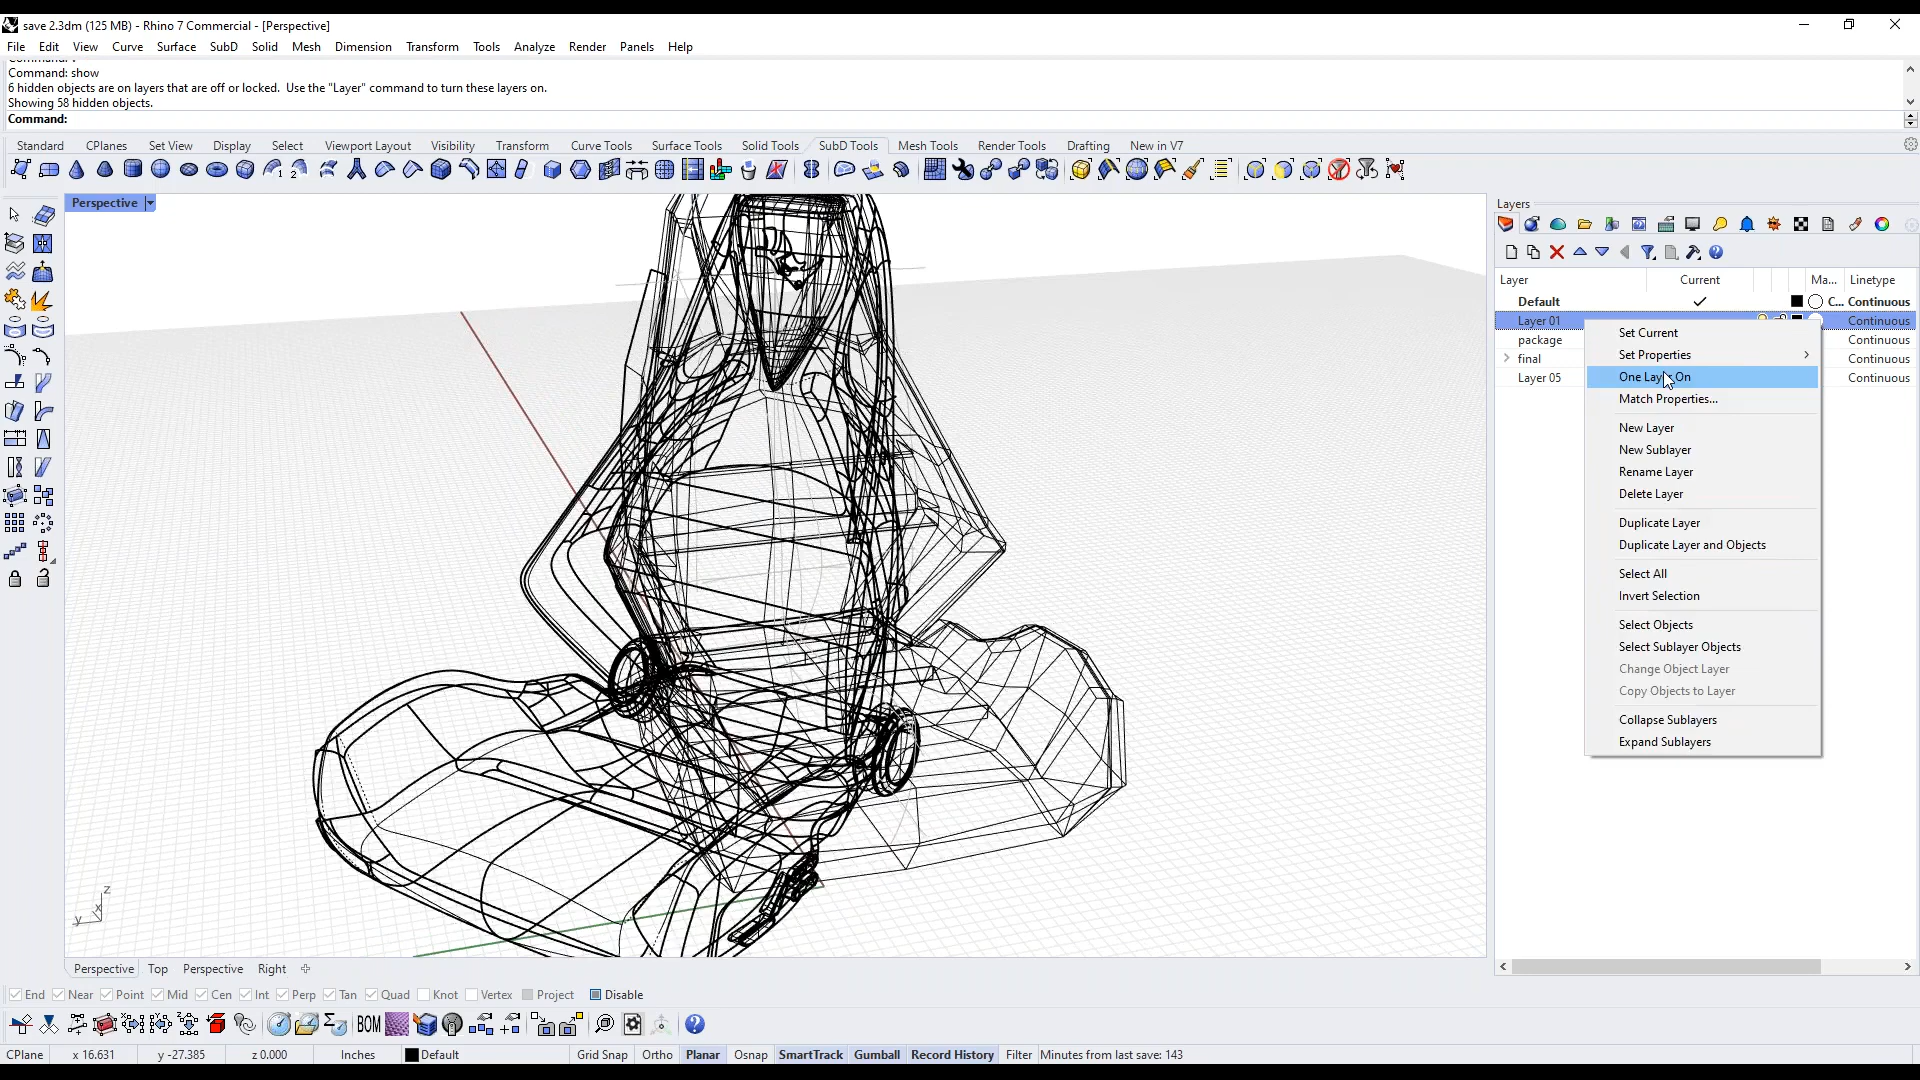 save 2.3dm (125 MB) - Rhino 7 Commercial - [Perspective]
File Edit View Curve Surface SubD Solid Mesh Dimension Transform Tools Analyze Render Panels Help
Command: show
6 hidden objects are on layers that are off or locked.  Use the "Layer" command to turn these layers on.
Showing 58 hidden objects.
Command:
Standard CPlanes Set View Display Select Viewport Layout Visibility Transform Curve Tools Surface Tools Solid Tools SubD Tools Mesh Tools Render Tools Drafting New in V7
Perspective
Layers
Layer Current Ma... Linetype
Default C... Continuous
Layer 01 Continuous
package Continuous
final Continuous
Layer 05 Continuous
Set Current
Set Properties
One Layer On
Match Properties...
New Layer
New Sublayer
Rename Layer
Delete Layer
Duplicate Layer
Duplicate Layer and Objects
Select All
Invert Selection
Select Objects
Select Sublayer Objects
Change Object Layer
Copy Objects to Layer
Collapse Sublayers
Expand Sublayers
z
x
y
Perspective Top Perspective Right
End Near Point Mid Cen Int Perp Tan Quad Knot Vertex Project Disable
BOM
CPlane x 16.631 y -27.385 z 0.000 Inches Default Grid Snap Ortho Planar Osnap SmartTrack Gumball Record History Filter Minutes from last save: 143